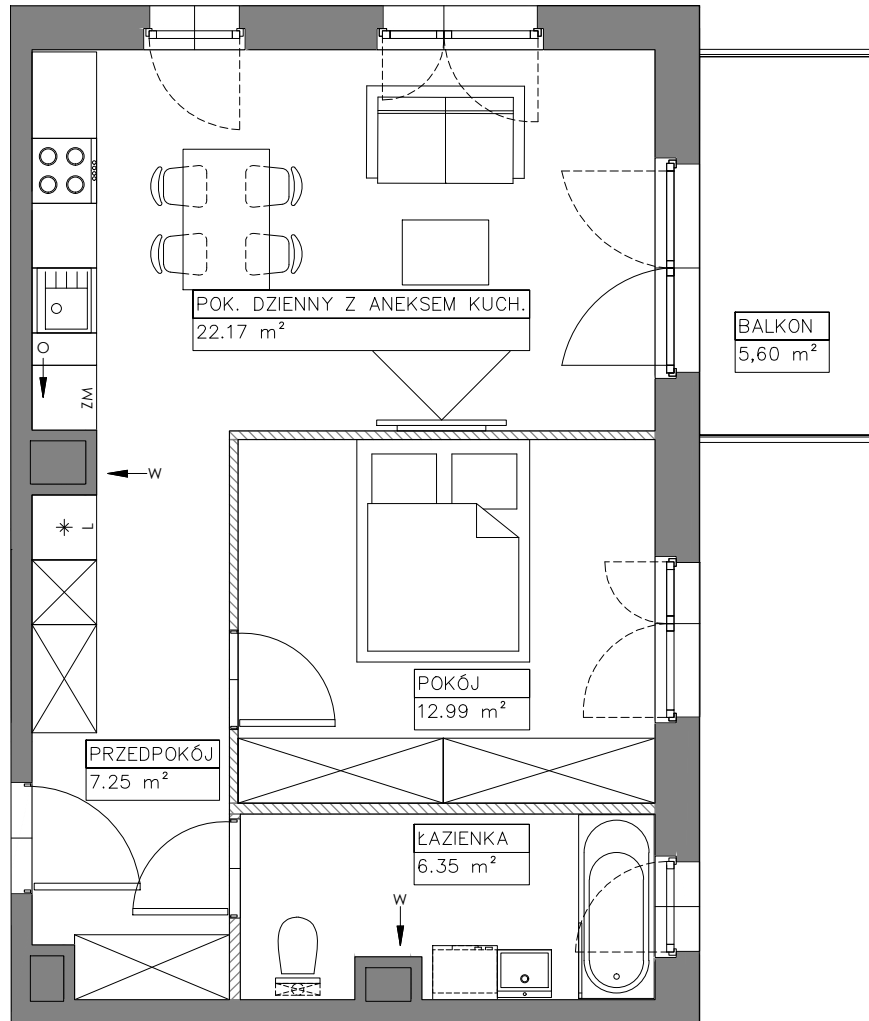 POK. DZIENNY Z ANEKSEM KUCH.
22.17 m²
BALKON
5,60 m²
ZM
W
L
POKÓJ
12.99 m²
PRZEDPOKÓJ
7.25 m²
ŁAZIENKA
6.35 m²
W